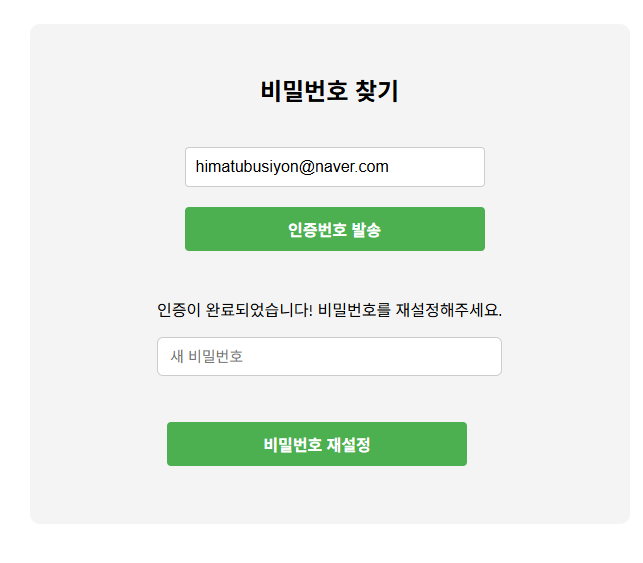 비밀번호 찾기
himatubusiyon@naver.com
인증번호 발송
인증이 완료되었습니다! 비밀번호를 재설정해주세요.
새 비밀번호
비밀번호 재설정